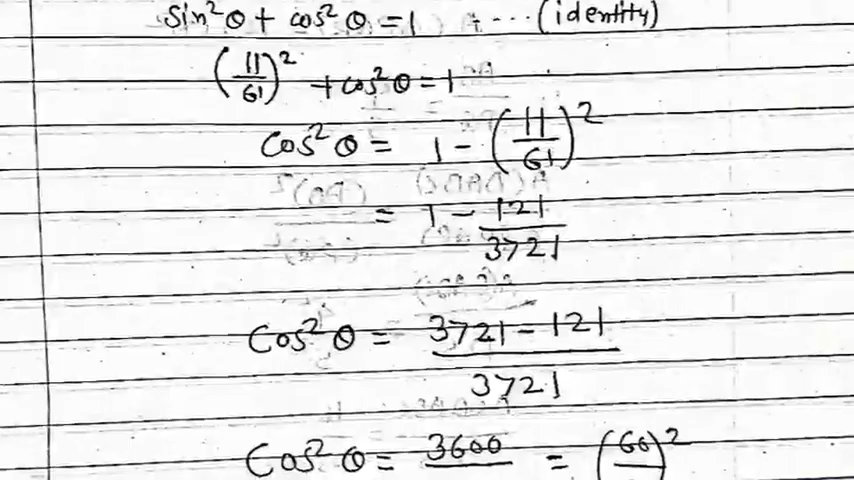 sin²θ + cos²θ = 1 .... (identity)
(11/61)² + cos²θ = 1
cos²θ = 1 - (11/61)²
= 1 - 121/3721
Cos²θ = 3721 - 121 / 3721
Cos²θ = 3600 = (60)²